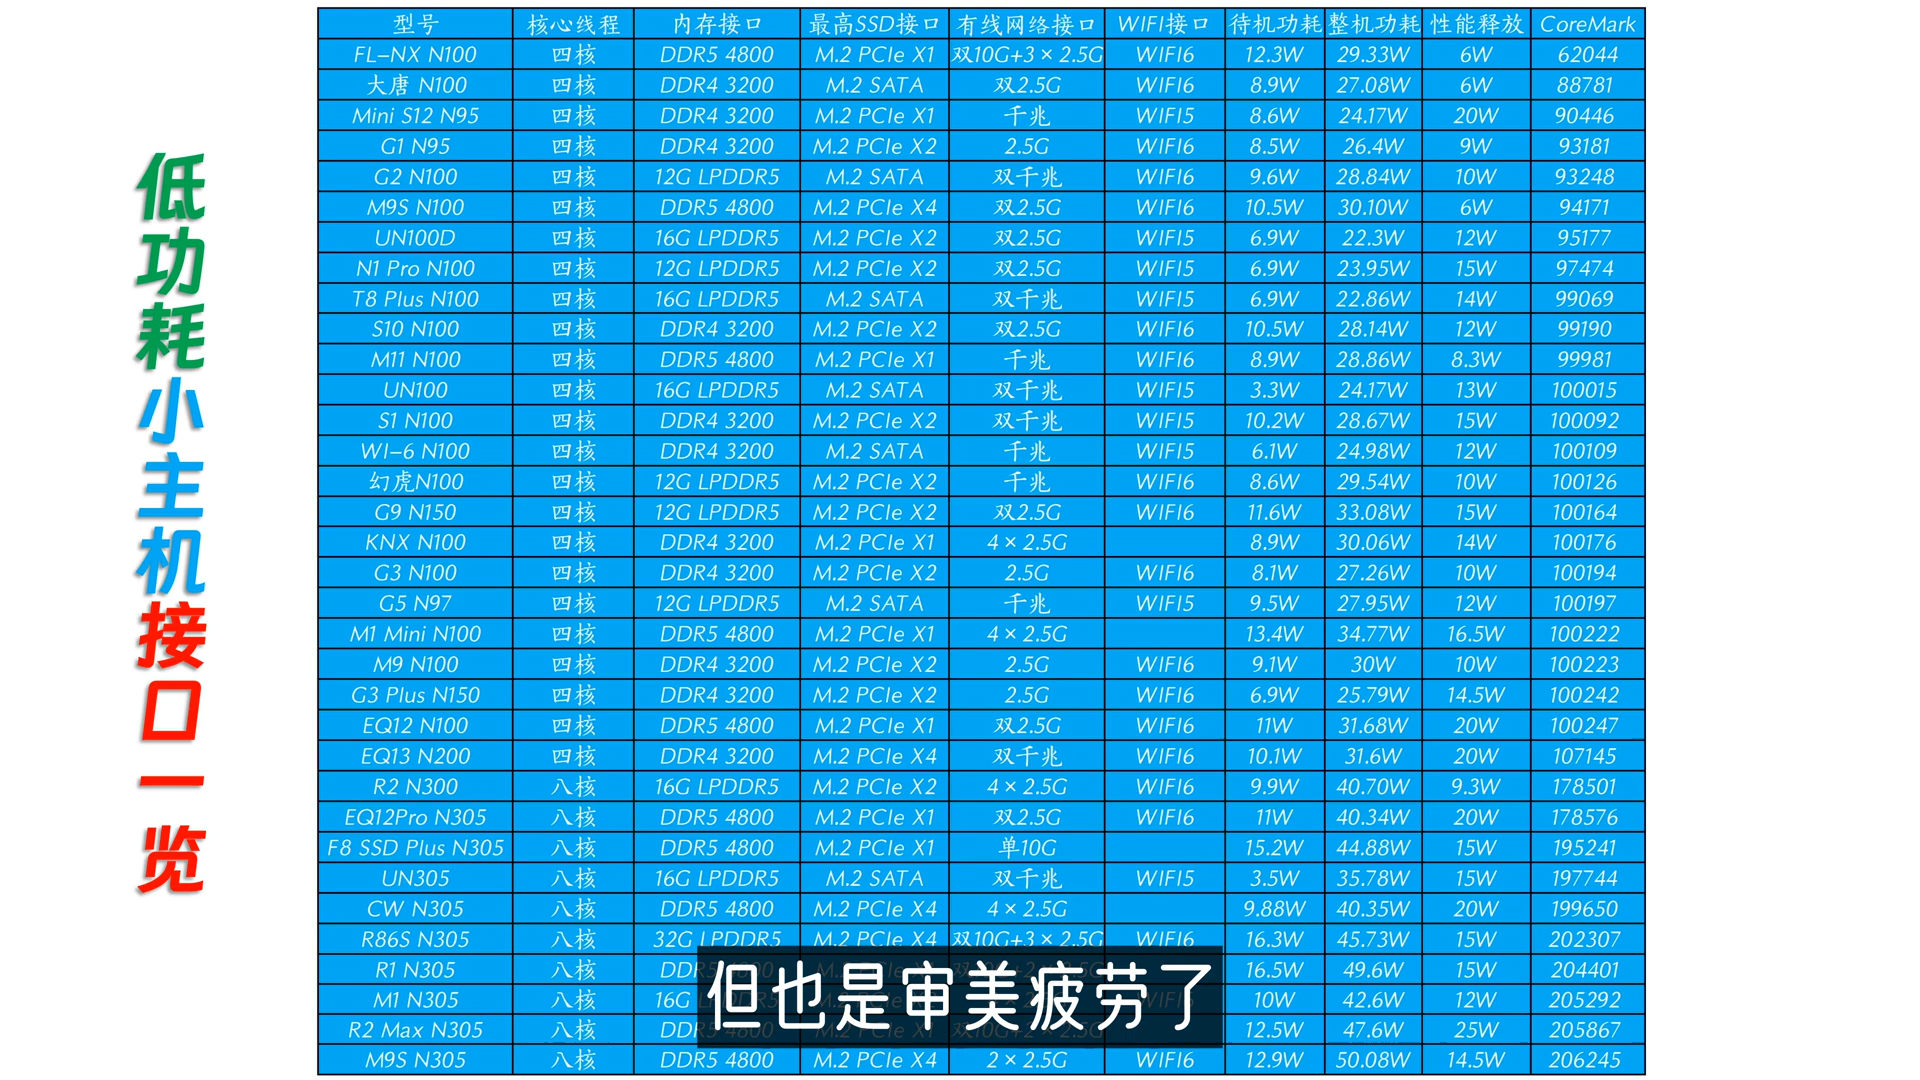 低功耗小主机接口一览
型号 核心线程 内存接口 最高SSD接口 有线网络接口 WIFI接口 待机功耗 整机功耗 性能释放 CoreMark
FL-NX N100 四核 DDR5 4800 M.2 PCIe X1 双10G+3×2.5G WIFI6 12.3W 29.33W 6W 62044
大唐 N100 四核 DDR4 3200 M.2 SATA 双2.5G WIFI6 8.9W 27.08W 6W 88781
Mini S12 N95 四核 DDR4 3200 M.2 PCIe X1 千兆 WIFI5 8.6W 24.17W 20W 90446
G1 N95 四核 DDR4 3200 M.2 PCIe X2 2.5G WIFI6 8.5W 26.4W 9W 93181
G2 N100 四核 12G LPDDR5 M.2 SATA 双千兆 WIFI6 9.6W 28.84W 10W 93248
M9S N100 四核 DDR5 4800 M.2 PCIe X4 双2.5G WIFI6 10.5W 30.10W 6W 94171
UN100D 四核 16G LPDDR5 M.2 PCIe X2 双2.5G WIFI5 6.9W 22.3W 12W 95177
N1 Pro N100 四核 12G LPDDR5 M.2 PCIe X2 双2.5G WIFI5 6.9W 23.95W 15W 97474
T8 Plus N100 四核 16G LPDDR5 M.2 SATA 双千兆 WIFI5 6.9W 22.86W 14W 99069
S10 N100 四核 DDR4 3200 M.2 PCIe X2 双2.5G WIFI6 10.5W 28.14W 12W 99190
M11 N100 四核 DDR5 4800 M.2 PCIe X1 千兆 WIFI6 8.9W 28.86W 8.3W 99981
UN100 四核 16G LPDDR5 M.2 SATA 双千兆 WIFI5 3.3W 24.17W 13W 100015
S1 N100 四核 DDR4 3200 M.2 PCIe X2 双千兆 WIFI5 10.2W 28.67W 15W 100092
WI-6 N100 四核 DDR4 3200 M.2 SATA 千兆 WIFI5 6.1W 24.98W 12W 100109
幻虎N100 四核 12G LPDDR5 M.2 PCIe X2 千兆 WIFI6 8.6W 29.54W 10W 100126
G9 N150 四核 12G LPDDR5 M.2 PCIe X2 双2.5G WIFI6 11.6W 33.08W 15W 100164
KNX N100 四核 DDR4 3200 M.2 PCIe X1 4×2.5G 8.9W 30.06W 14W 100176
G3 N100 四核 DDR4 3200 M.2 PCIe X2 2.5G WIFI6 8.1W 27.26W 10W 100194
G5 N97 四核 12G LPDDR5 M.2 SATA 千兆 WIFI5 9.5W 27.95W 12W 100197
M1 Mini N100 四核 DDR5 4800 M.2 PCIe X1 4×2.5G 13.4W 34.77W 16.5W 100222
M9 N100 四核 DDR4 3200 M.2 PCIe X2 2.5G WIFI6 9.1W 30W 10W 100223
G3 Plus N150 四核 DDR4 3200 M.2 PCIe X2 2.5G WIFI6 6.9W 25.79W 14.5W 100242
EQ12 N100 四核 DDR5 4800 M.2 PCIe X1 双2.5G WIFI6 11W 31.68W 20W 100247
EQ13 N200 四核 DDR4 3200 M.2 PCIe X4 双千兆 WIFI6 10.1W 31.6W 20W 107145
R2 N300 八核 16G LPDDR5 M.2 PCIe X2 4×2.5G WIFI6 9.9W 40.70W 9.3W 178501
EQ12Pro N305 八核 DDR5 4800 M.2 PCIe X1 双2.5G WIFI6 11W 40.34W 20W 178576
F8 SSD Plus N305 八核 DDR5 4800 M.2 PCIe X1 单10G 15.2W 44.88W 15W 195241
UN305 八核 16G LPDDR5 M.2 SATA 双千兆 WIFI5 3.5W 35.78W 15W 197744
CW N305 八核 DDR5 4800 M.2 PCIe X4 4×2.5G 9.88W 40.35W 20W 199650
R86S N305 八核 32G LPDDR5 M.2 PCIe X4 双10G+3×2.5G WIFI6 16.3W 45.73W 15W 202307
R1 N305 八核 DDR5 4800 16.5W 49.6W 15W 204401
M1 N305 八核 16G LPDDR5 10W 42.6W 12W 205292
R2 Max N305 八核 DDR5 4800 M.2 PCIe X1 双10G+2×2.5G 12.5W 47.6W 25W 205867
M9S N305 八核 DDR5 4800 M.2 PCIe X4 2×2.5G WIFI6 12.9W 50.08W 14.5W 206245
但也是审美疲劳了